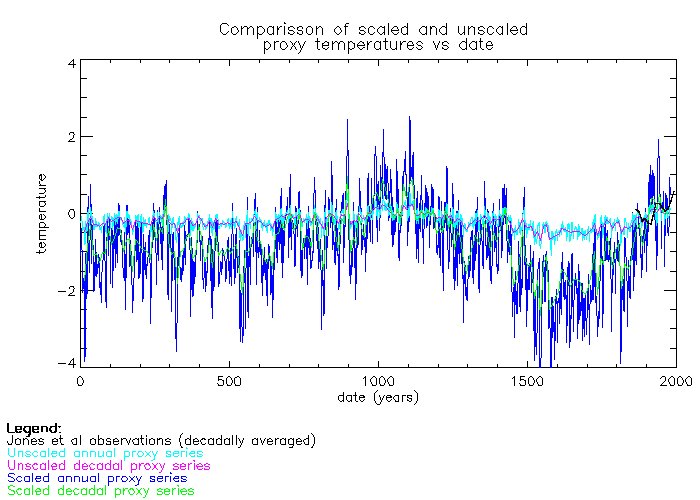 Comparisson of scaled and unscaled
proxy temperatures vs date
4
2
0
−2
−4
temperature
0
500
1000
1500
2000
date (years)
Legend:
Jones et al observations (decadally averaged)
Unscaled annual proxy series
Unscaled decadal proxy series
Scaled annual proxy series
Scaled decadal proxy series